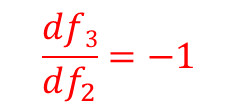 df₃/df₂ = −1